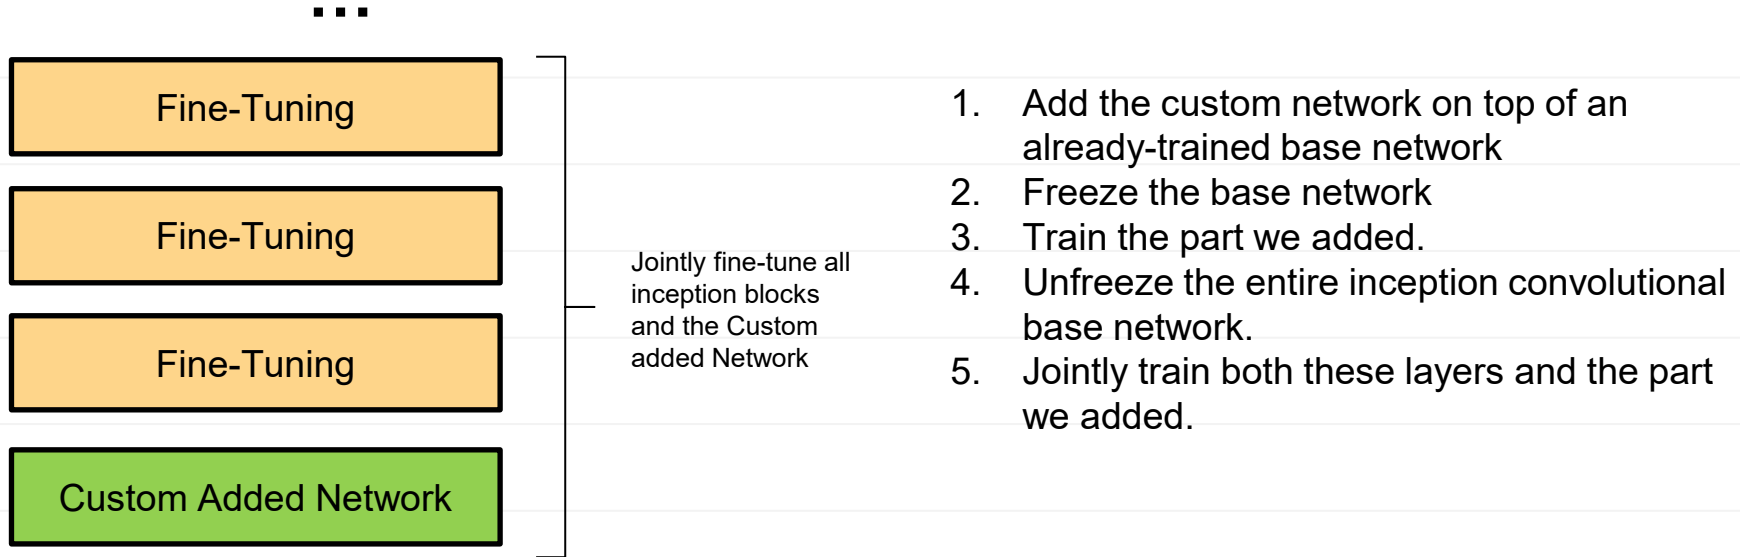 ...
Fine-Tuning
Fine-Tuning
Fine-Tuning
Custom Added Network
Jointly fine-tune all
inception blocks
and the Custom
added Network
1. Add the custom network on top of an
already-trained base network
2. Freeze the base network
3. Train the part we added.
4. Unfreeze the entire inception convolutional
base network.
5. Jointly train both these layers and the part
we added.